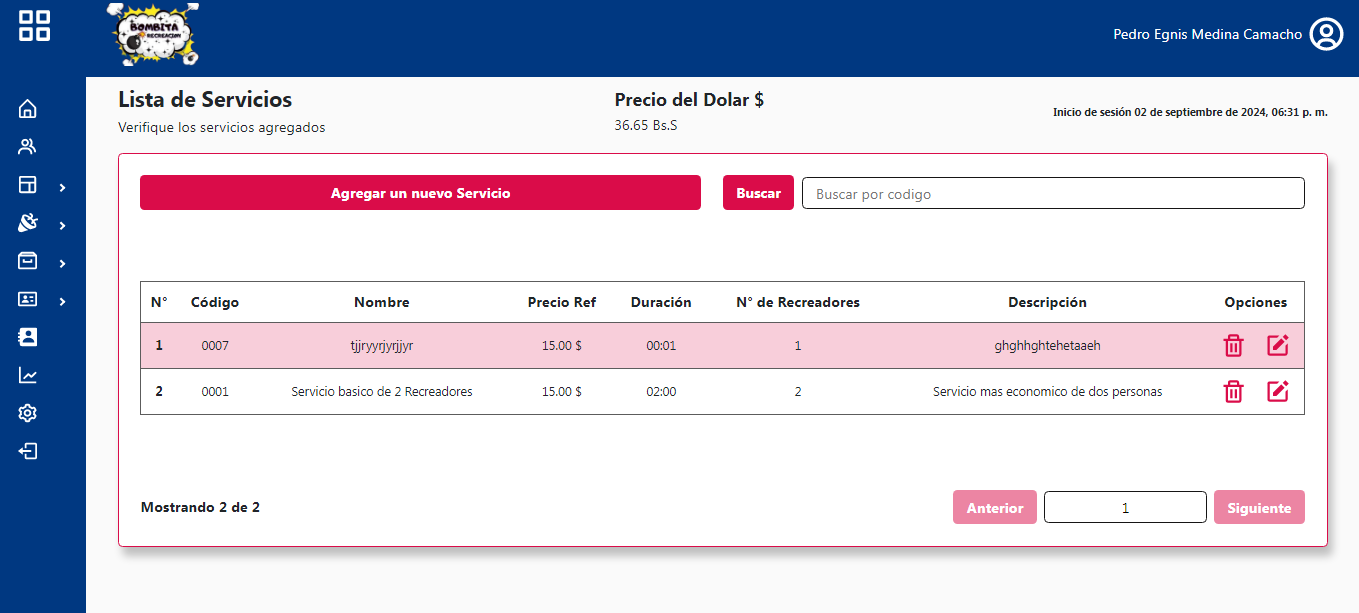 BOMBITA
RECREACION
Pedro Egnis Medina Camacho
Lista de Servicios
Verifique los servicios agregados
Precio del Dolar $
36.65 Bs.S
Inicio de sesión 02 de septiembre de 2024, 06:31 p. m.
Agregar un nuevo Servicio
Buscar
Buscar por codigo
N° Código Nombre Precio Ref Duración N° de Recreadores Descripción Opciones
1 0007 tjjryyrjyrjjyr 15.00 $ 00:01 1 ghghhghtehetaaeh
2 0001 Servicio basico de 2 Recreadores 15.00 $ 02:00 2 Servicio mas economico de dos personas
Mostrando 2 de 2
Anterior 1 Siguiente